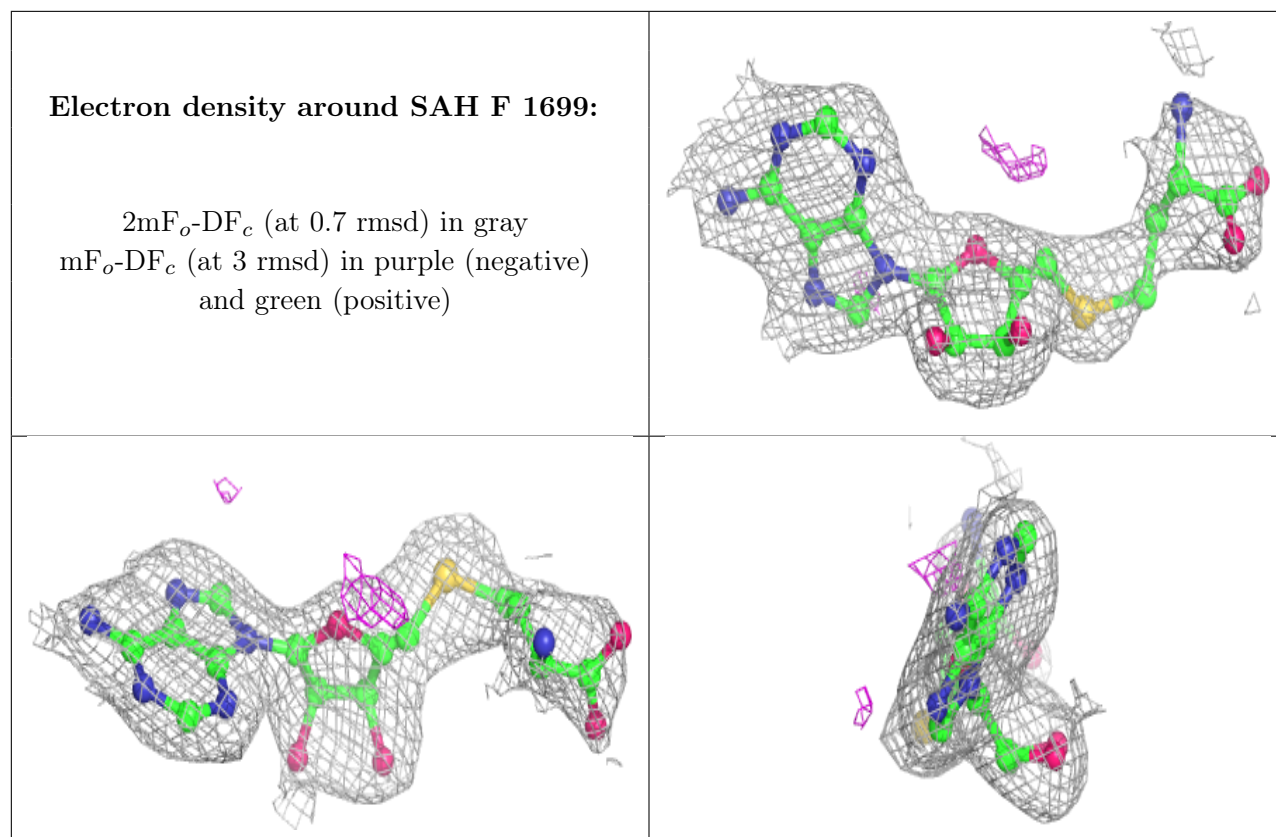 Electron density around SAH F 1699:
2mFo-DFc (at 0.7 rmsd) in gray
mFo-DFc (at 3 rmsd) in purple (negative)
and green (positive)